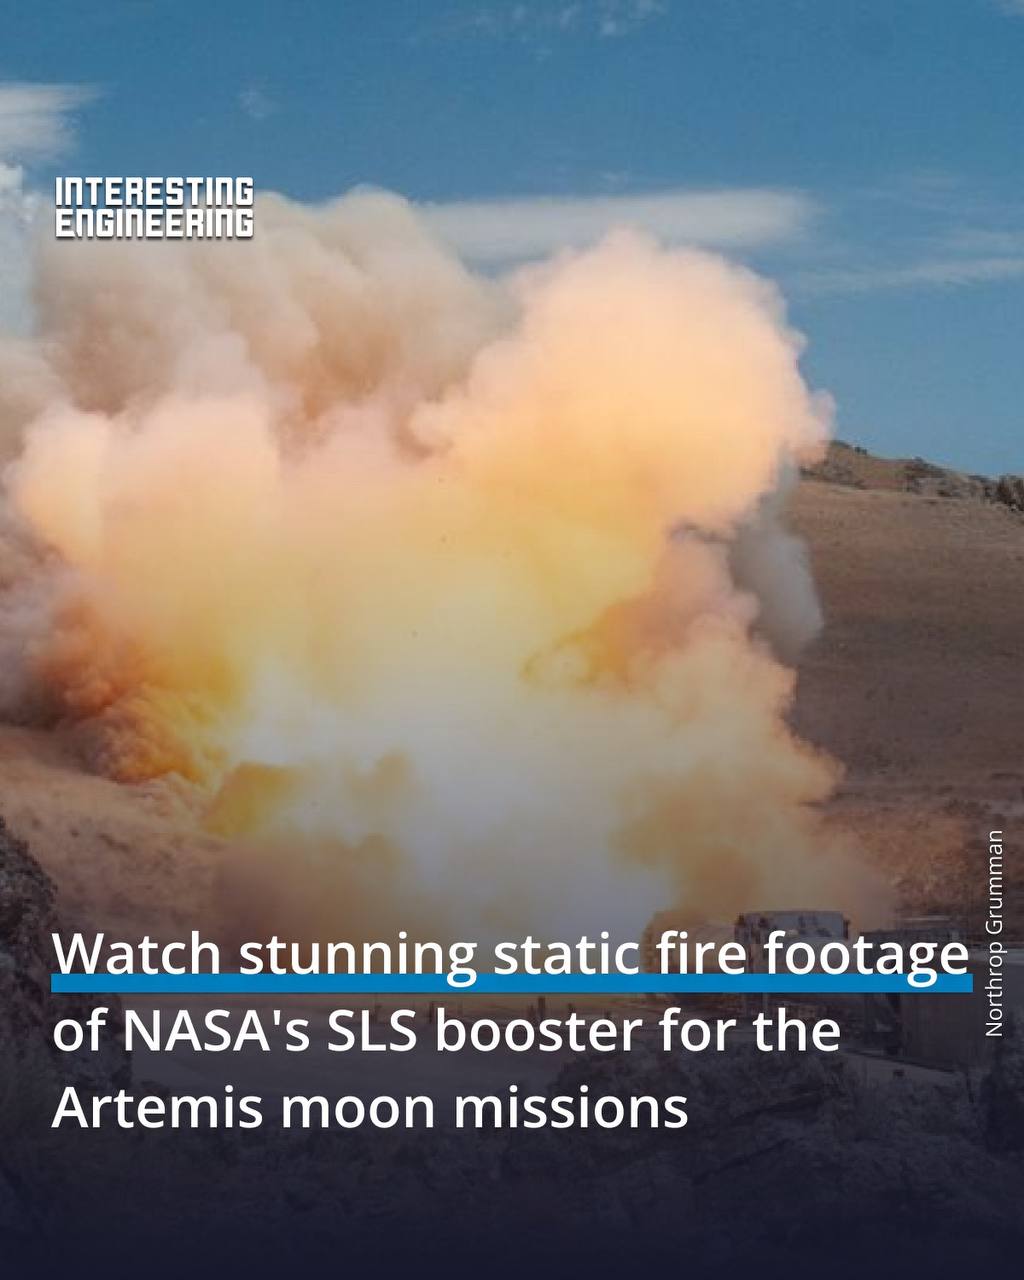 INTERESTING
ENGINEERING
Watch stunning static fire footage
of NASA's SLS booster for the
Artemis moon missions
Northrop Grumman